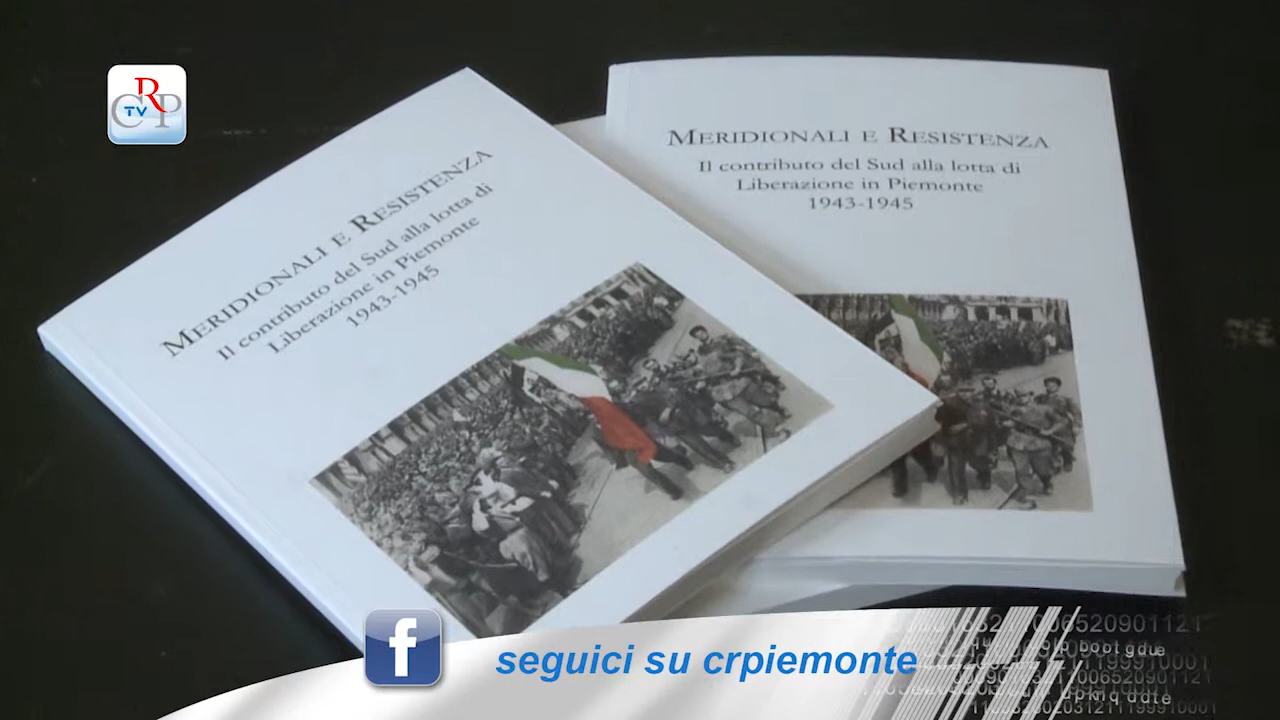 CRP
TV
MERIDIONALI E RESISTENZA
Il contributo del Sud alla lotta di
Liberazione in Piemonte
1943-1945
MERIDIONALI E RESISTENZA
Il contributo del Sud alla lotta di
Liberazione in Piemonte
1943-1945
f
seguici su crpiemonte